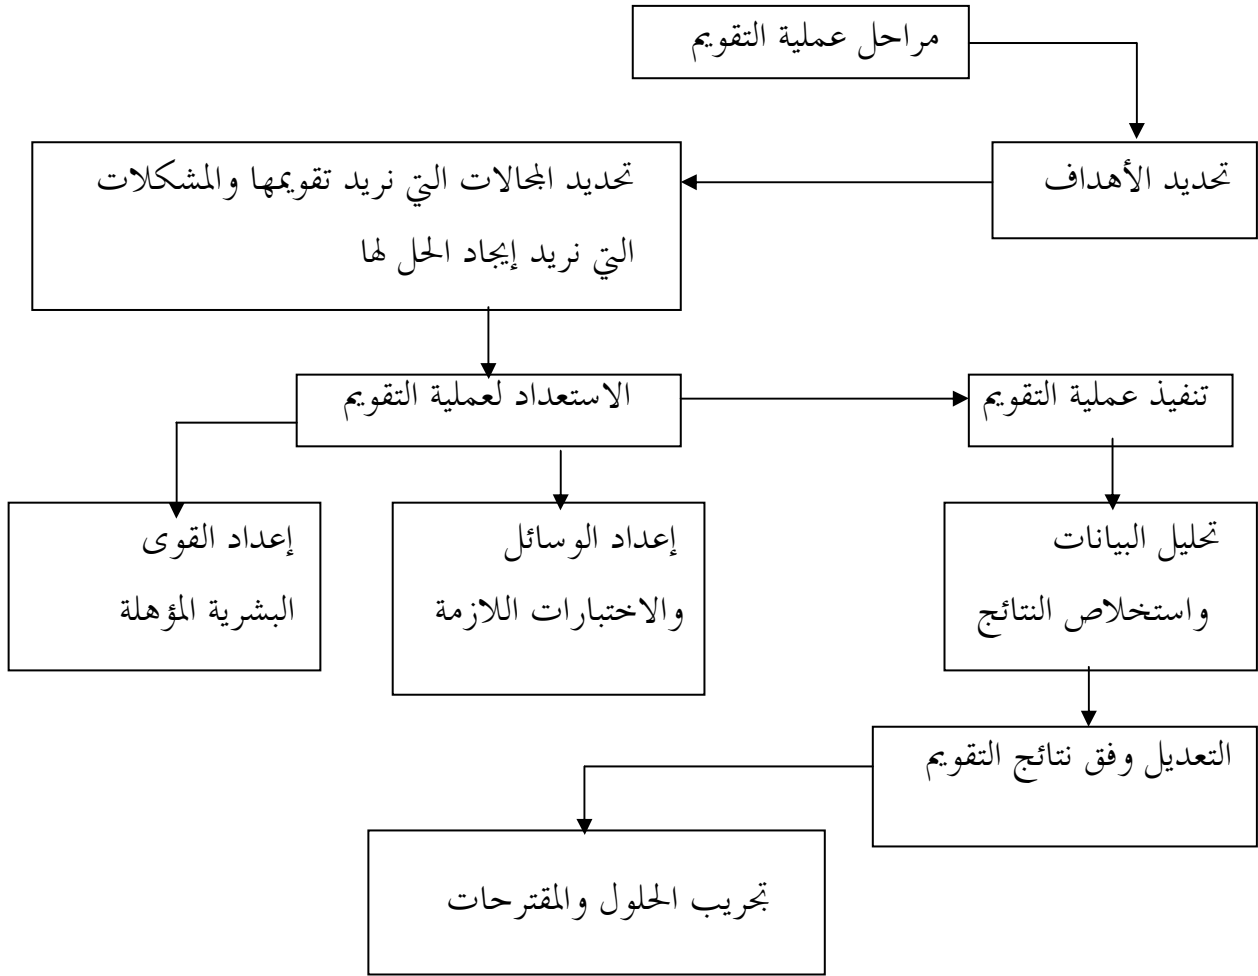 مراحل عملية التقويم
تحديد الأهداف
تحديد المجالات التي نريد تقويمها والمشكلات
التي نريد إيجاد الحل لها
الاستعداد لعملية التقويم
تنفيذ عملية التقويم
إعداد القوى
البشرية المؤهلة
إعداد الوسائل
والاختبارات اللازمة
تحليل البيانات
واستخلاص النتائج
التعديل وفق نتائج التقويم
تجريب الحلول والمقترحات